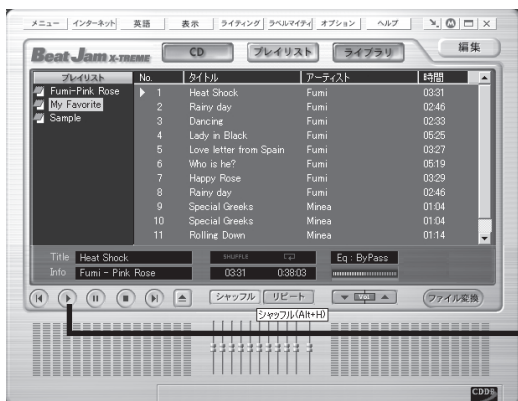 メニュー インターネット 英語 表示 ライティング ラベルマイティ オプション ヘルプ
Beat Jam X-TREME CD プレイリスト ライブラリ 編集
プレイリスト No. タイトル アーティスト 時間
Fumi-Pink Rose
My Favorite
Sample
1 Heat Shock Fumi 03:31
2 Rainy day Fumi 02:46
3 Dancing Fumi 02:33
4 Lady in Black Fumi 05:25
5 Love letter from Spain Fumi 03:27
6 Who is he? Fumi 05:19
7 Happy Rose Fumi 03:29
8 Rainy day Fumi 02:46
9 Special Greeks Minea 01:04
10 Special Greeks Minea 01:04
11 Rolling Down Minea 01:14
Title Heat Shock SHUFFLE Eq : ByPass
Info Fumi - Pink Rose 03:31 0:38:03
シャッフル リピート Vol ファイル変換
シャッフル(Alt+H)
CDDB